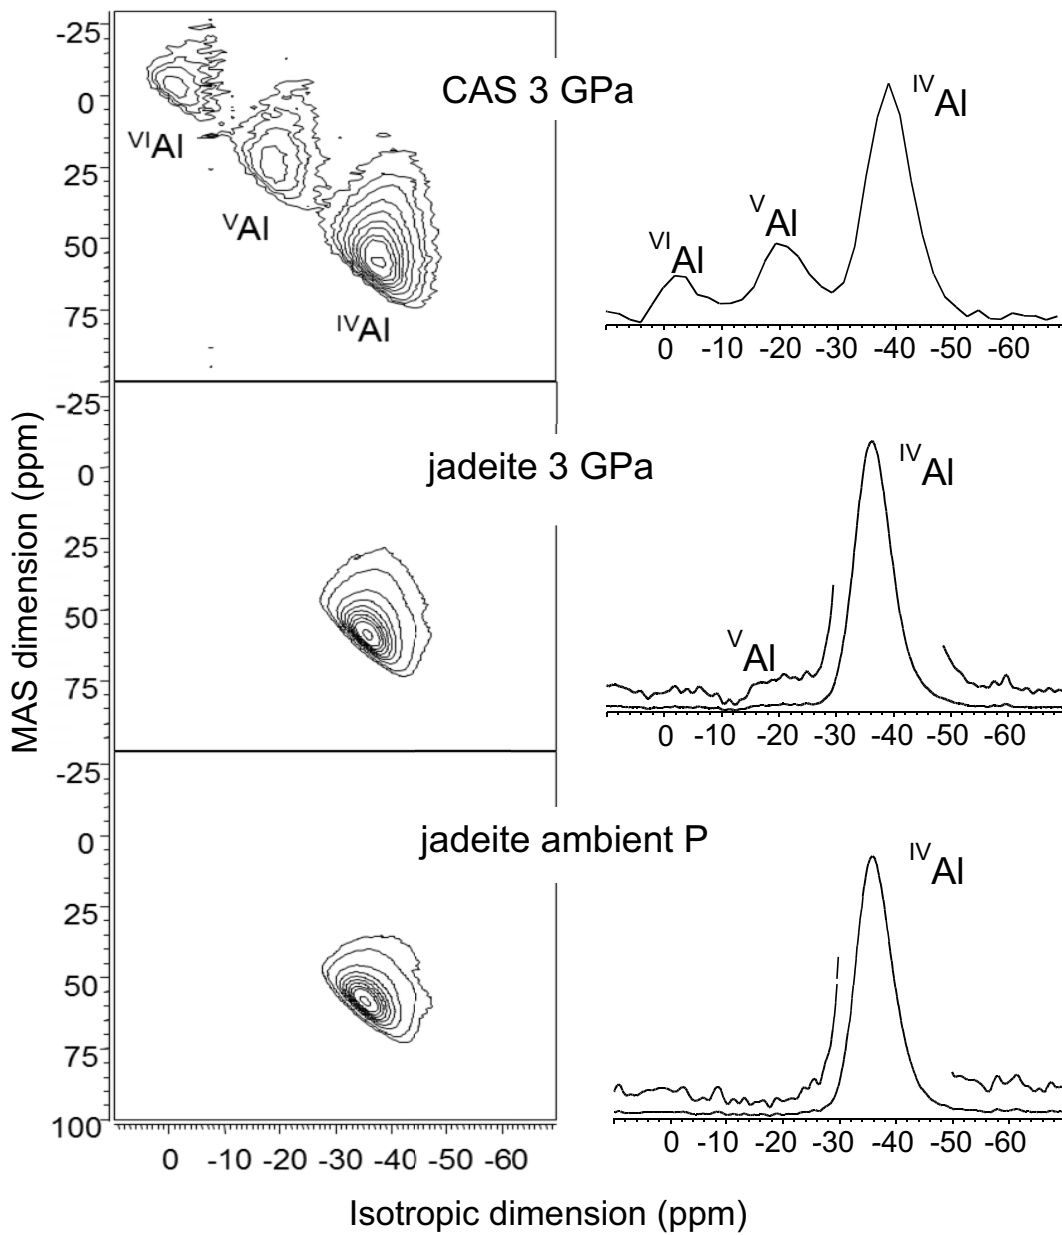 CAS 3 GPa
-25
0
25
50
75
VIAl
VAl
IVAl
VIAl
VAl
IVAl
0 -10 -20 -30 -40 -50 -60
jadeite 3 GPa
-25
0
25
50
75
VAl
IVAl
0 -10 -20 -30 -40 -50 -60
jadeite ambient P
-25
0
25
50
75
100
IVAl
0 -10 -20 -30 -40 -50 -60
0 -10 -20 -30 -40 -50 -60
MAS dimension (ppm)
Isotropic dimension (ppm)